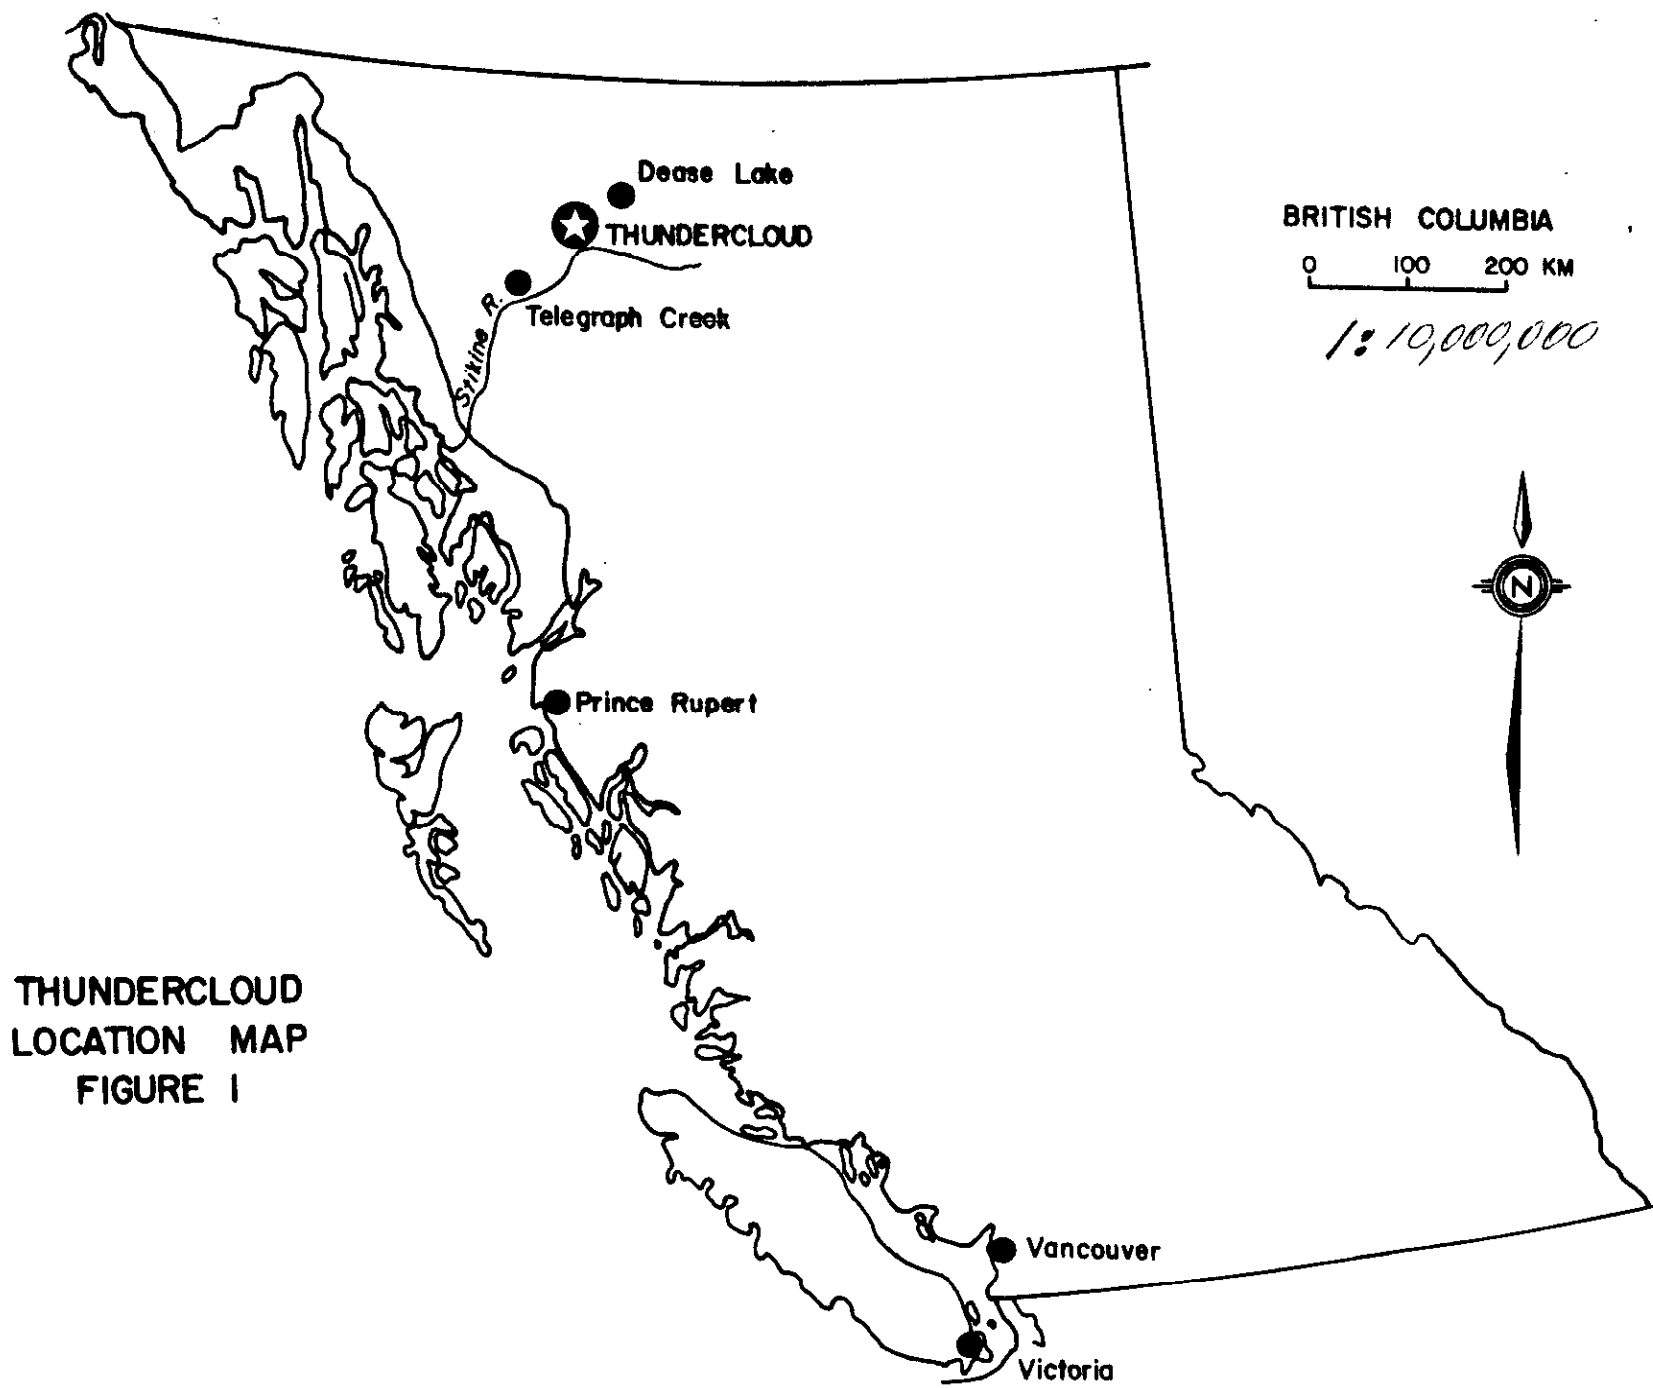 Dease Lake
THUNDERCLOUD
Stikine R.
Telegraph Creek
BRITISH COLUMBIA
0 100 200 KM
1:10,000,000
N
Prince Rupert
THUNDERCLOUD
LOCATION MAP
FIGURE 1
Vancouver
Victoria